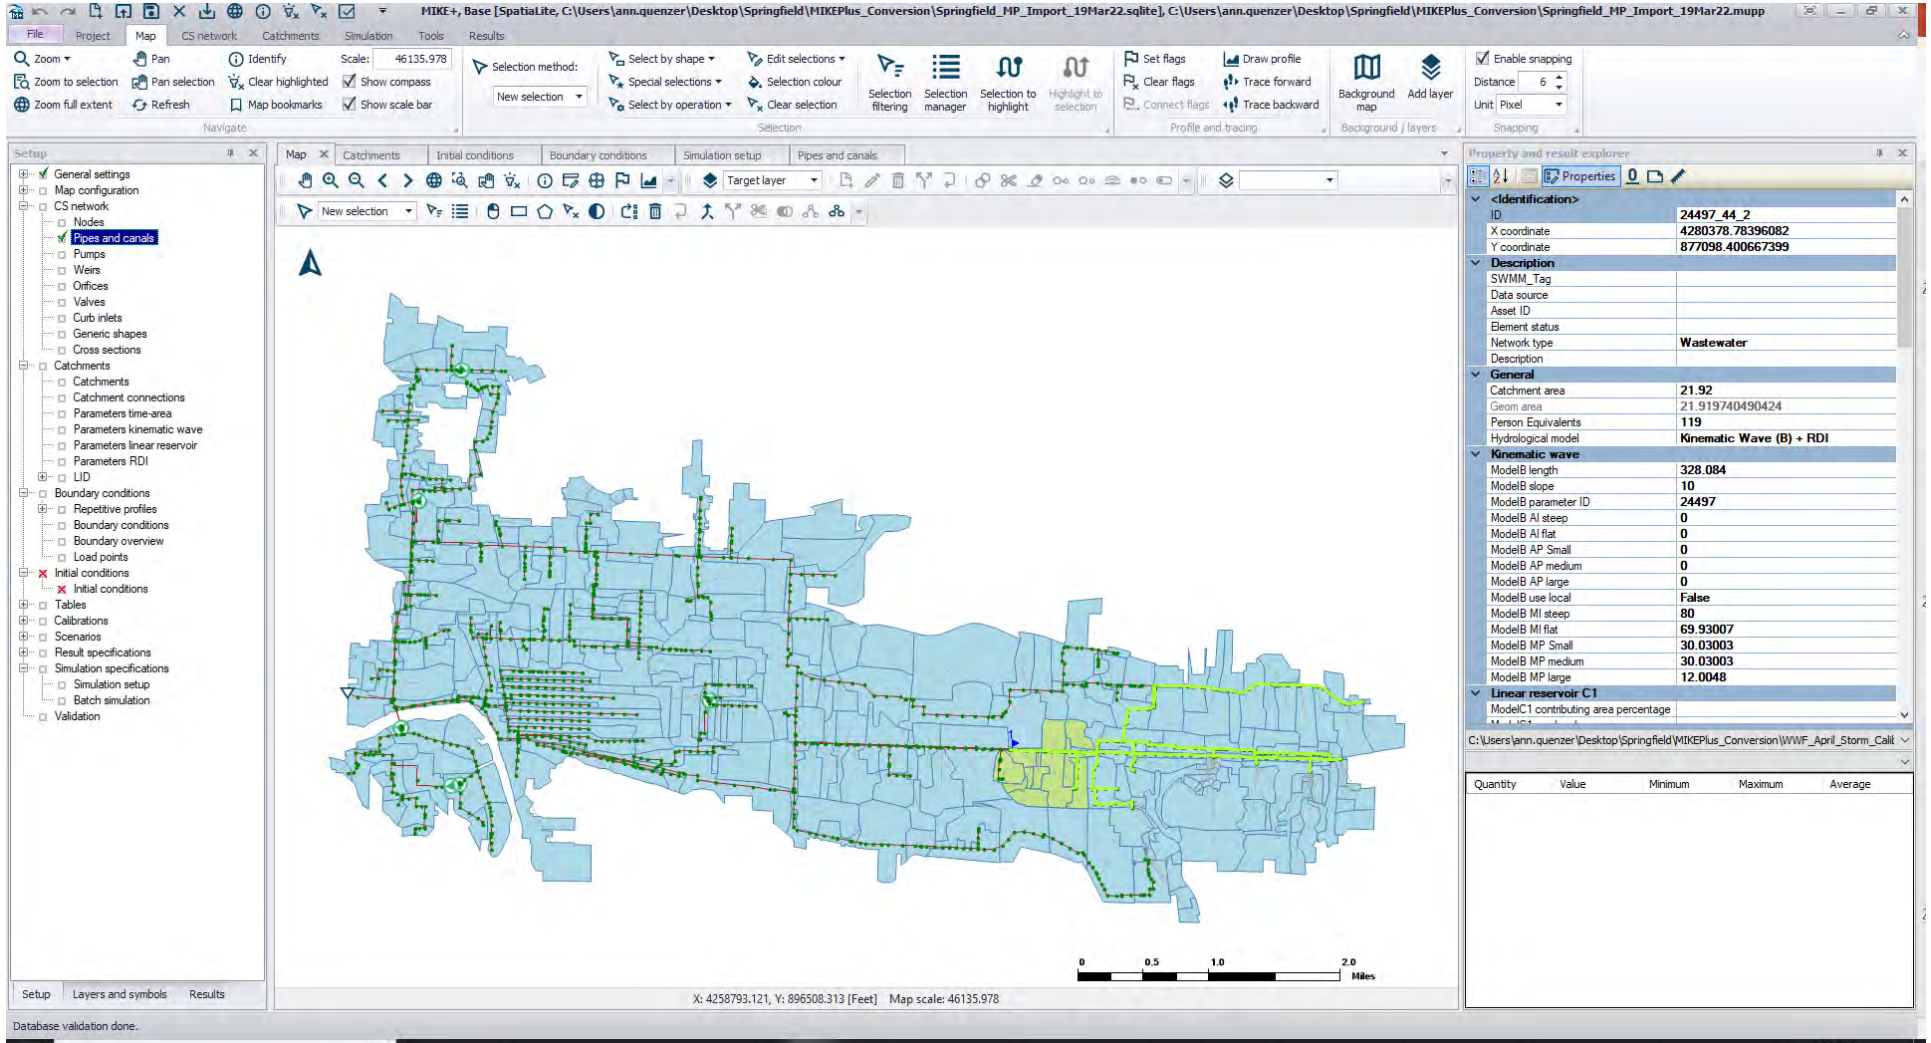 MIKE+, Base [SpatiaLite, C:\Users\ann.quenzer\Desktop\Springfield\MIKEPlus_Conversion\Springfield_MP_Import_19Mar22.sqlite], C:\Users\ann.quenzer\Desktop\Springfield\MIKEPlus_Conversion\Springfield_MP_Import_19Mar22.mupp
File Project Map CS network Catchments Simulation Tools Results
Zoom Pan Identify Scale: 46135.978
Zoom to selection Pan selection Clear highlighted Show compass
Zoom full extent Refresh Map bookmarks Show scale bar
Navigate
Selection method:
New selection
Select by shape Edit selections
Special selections Selection colour
Select by operation Clear selection
Selection filtering
Selection manager
Selection to highlight
Highlight to selection
Selection
Set flags Draw profile
Clear flags Trace forward
Connect flags Trace backward
Profile and tracing
Background map
Add layer
Background / layers
Enable snapping
Distance 6
Unit Pixel
Snapping
Setup
General settings
Map configuration
CS network
Nodes
Pipes and canals
Pumps
Weirs
Orifices
Valves
Curb inlets
Generic shapes
Cross sections
Catchments
Catchments
Catchment connections
Parameters time-area
Parameters kinematic wave
Parameters linear reservoir
Parameters RDI
LID
Boundary conditions
Repetitive profiles
Boundary conditions
Boundary overview
Load points
Initial conditions
Initial conditions
Tables
Calibrations
Scenarios
Result specifications
Simulation specifications
Simulation setup
Batch simulation
Validation
Setup Layers and symbols Results
Map Catchments Initial conditions Boundary conditions Simulation setup Pipes and canals
Target layer
New selection
0 0.5 1.0 2.0
Miles
X: 4258793.121, Y: 896508.313 [Feet] Map scale: 46135.978
Property and result explorer
Properties
<Identification>
ID 24497_44_2
X coordinate 4280378.78396082
Y coordinate 877098.400667399
Description
SWMM_Tag
Data source
Asset ID
Element status
Network type Wastewater
Description
General
Catchment area 21.92
Geom area 21.919740490424
Person Equivalents 119
Hydrological model Kinematic Wave (B) + RDI
Kinematic wave
ModelB length 328.084
ModelB slope 10
ModelB parameter ID 24497
ModelB AI steep 0
ModelB AI flat 0
ModelB AP Small 0
ModelB AP medium 0
ModelB AP large 0
ModelB use local False
ModelB MI steep 80
ModelB MI flat 69.93007
ModelB MP Small 30.03003
ModelB MP medium 30.03003
ModelB MP large 12.0048
Linear reservoir C1
ModelC1 contributing area percentage
C:\Users\ann.quenzer\Desktop\Springfield\MIKEPlus_Conversion\WWF_April_Storm_Calit
Quantity Value Minimum Maximum Average
Database validation done.